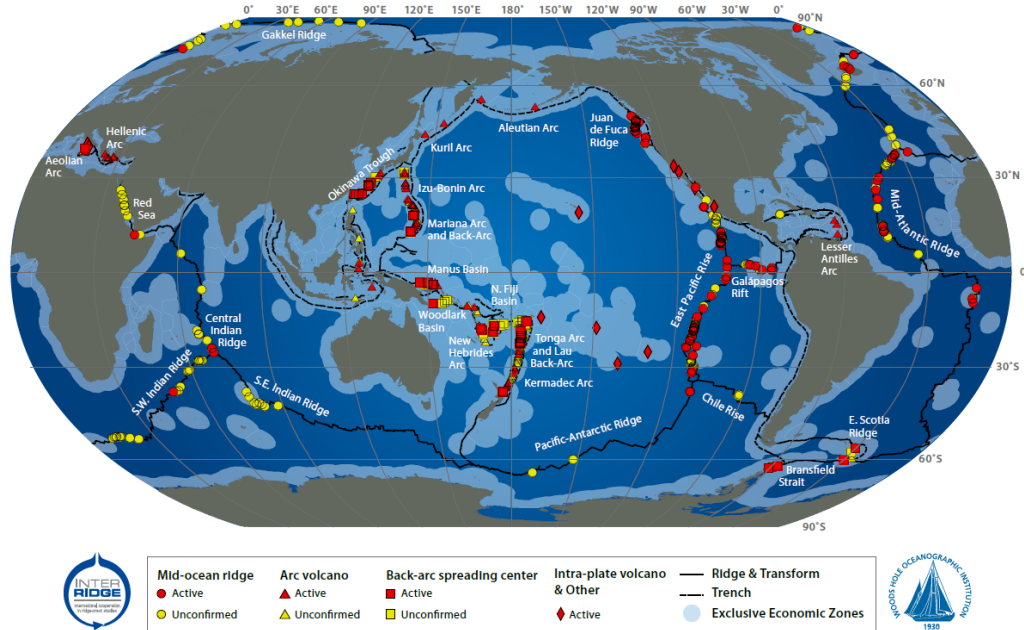 0° 30°E 60°E 90°E 120°E 150°E 180°W 150°W 120°W 90°W 60°W 30°W 0° 90°N
Gakkel Ridge
60°N
Hellenic
Arc
Aeolian
Arc
Aleutian Arc
Juan
de Fuca
Ridge
Kuril Arc
Okinawa Trough
30°N
Izu-Bonin Arc
Red
Sea
Mariana Arc
and Back-Arc
Mid-Atlantic Ridge
Lesser
Antilles
Arc
Manus Basin
0°
Galapagos
Rift
East Pacific Rise
N. Fiji
Basin
Woodlark
Basin
Central
Indian
Ridge
New
Hebrides
Arc
Tonga Arc
and Lau
Back-Arc
30°S
S.W. Indian Ridge
S.E. Indian Ridge
Kermadec Arc
Chile Rise
Pacific-Antarctic Ridge
E. Scotia
Ridge
60°S
Bransfield
Strait
90°S
INTER
RIDGE
international cooperation
in ridge-crest studies
Mid-ocean ridge
Active
Unconfirmed
Arc volcano
Active
Unconfirmed
Back-arc spreading center
Active
Unconfirmed
Intra-plate volcano
& Other
Active
Ridge & Transform
Trench
Exclusive Economic Zones
WOODS HOLE OCEANOGRAPHIC INSTITUTION
1930